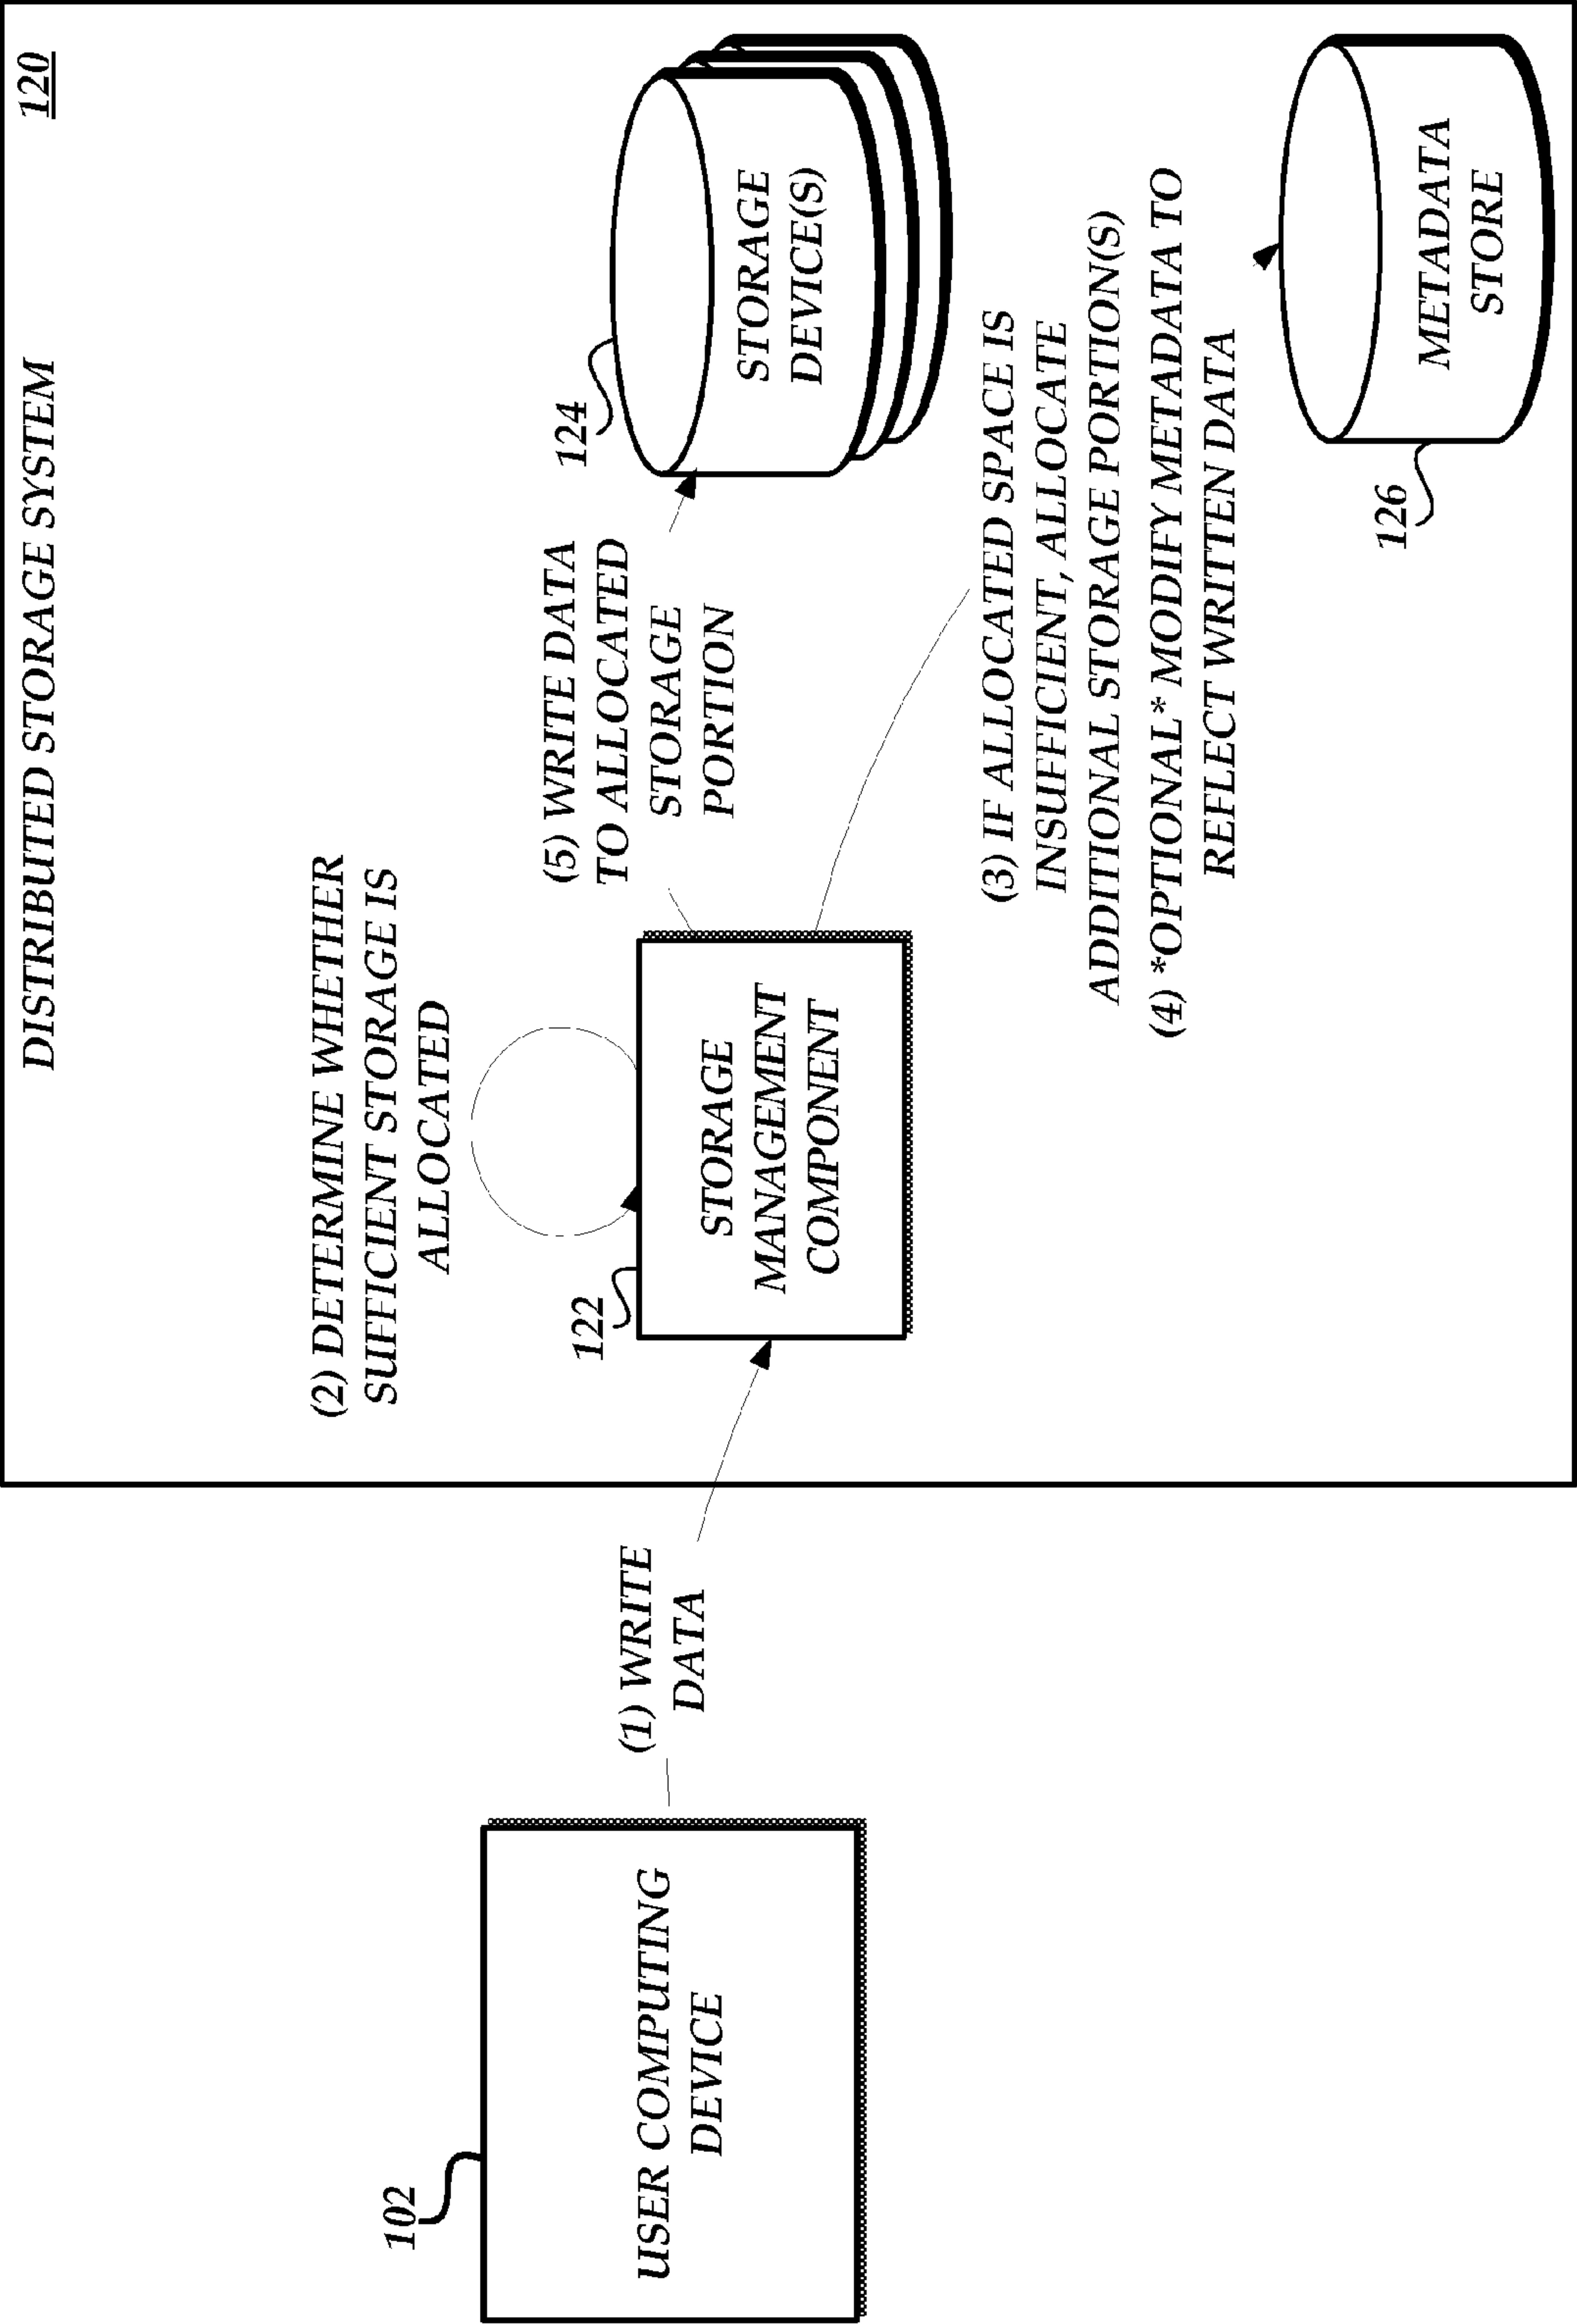 DISTRIBUTED STORAGE SYSTEM
120
(2) DETERMINE WHETHER
SUFFICIENT STORAGE IS
ALLOCATED
102
USER COMPUTING
DEVICE
(1) WRITE
DATA
122
STORAGE
MANAGEMENT
COMPONENT
(5) WRITE DATA
TO ALLOCATED
STORAGE
PORTION
124
STORAGE
DEVICE(S)
(3) IF ALLOCATED SPACE IS
INSUFFICIENT, ALLOCATE
ADDITIONAL STORAGE PORTION(S)
(4) *OPTIONAL* MODIFY METADATA TO
REFLECT WRITTEN DATA
126
METADATA
STORE